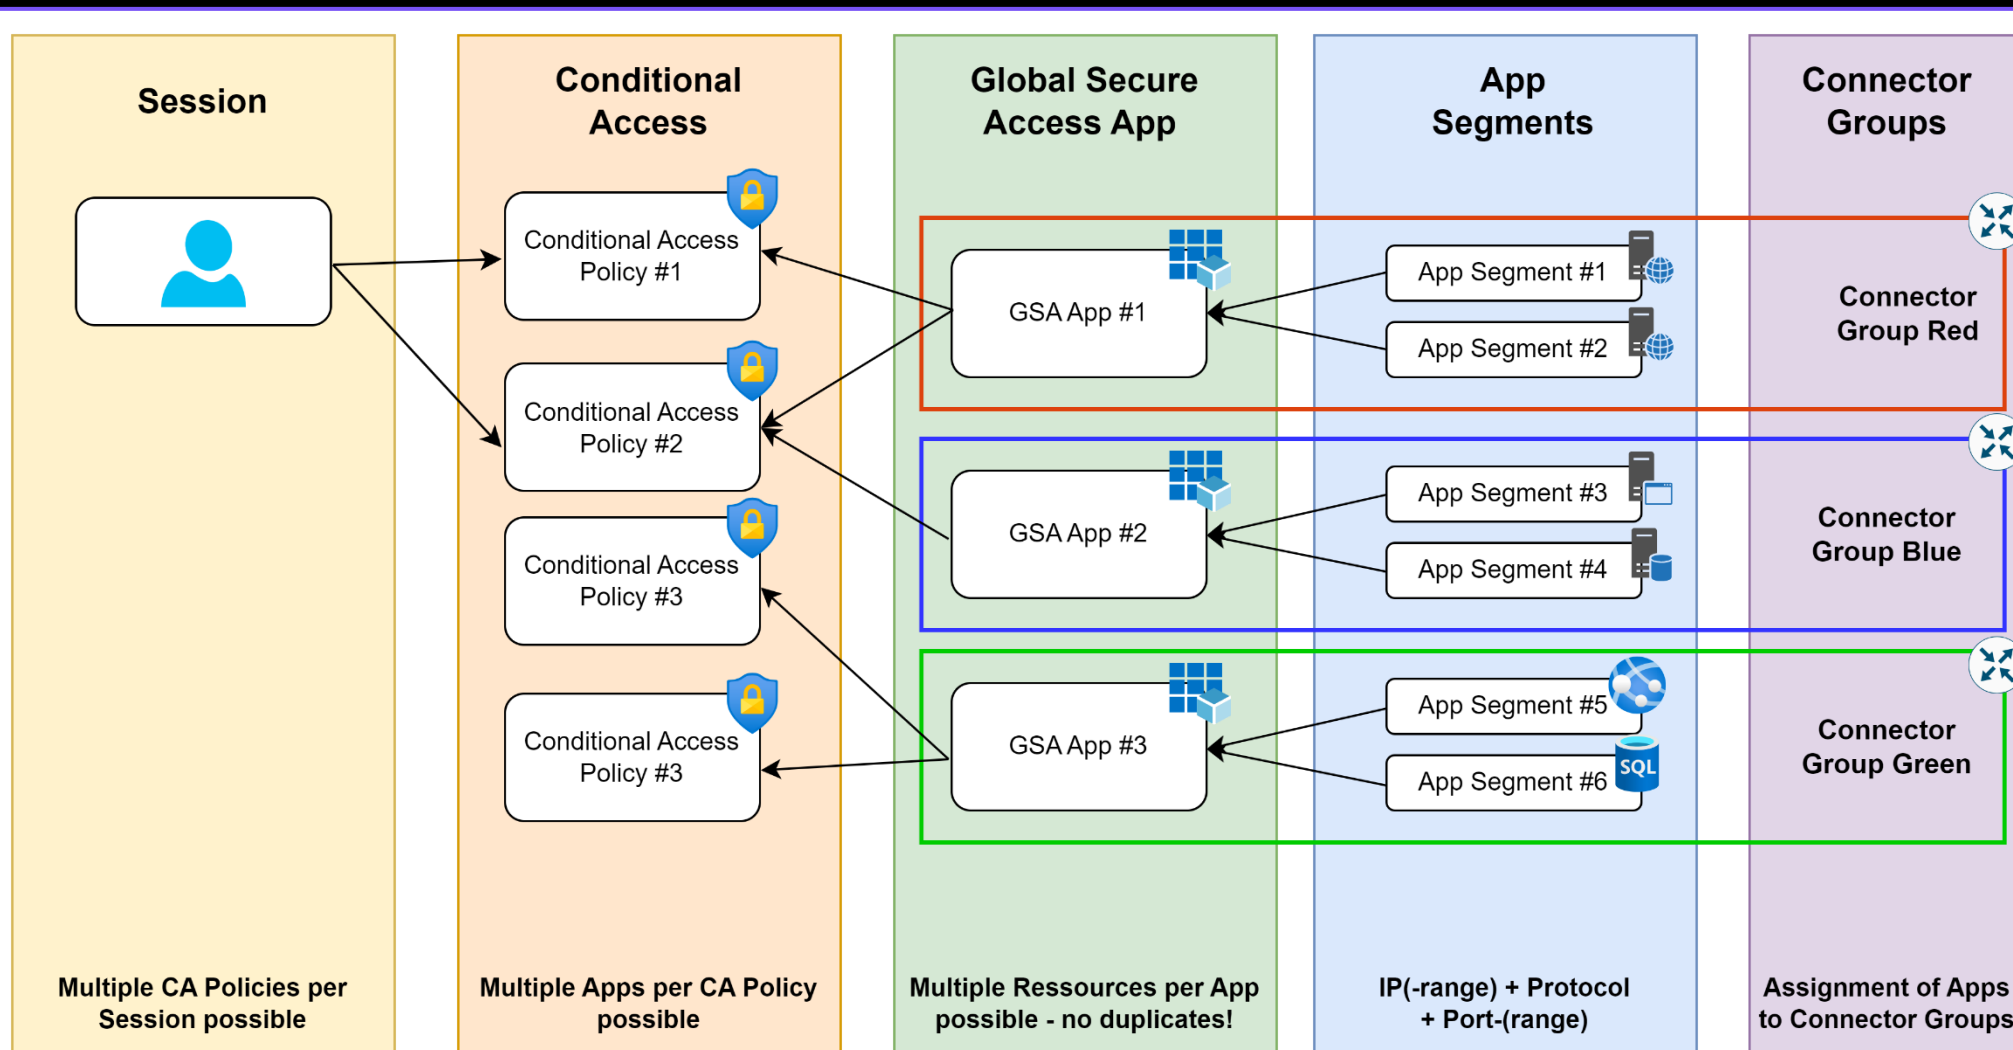 Session
Conditional
Access
Global Secure
Access App
App
Segments
Connector
Groups
Conditional Access
Policy #1
Conditional Access
Policy #2
Conditional Access
Policy #3
Conditional Access
Policy #3
GSA App #1
GSA App #2
GSA App #3
App Segment #1
App Segment #2
App Segment #3
App Segment #4
App Segment #5
App Segment #6
SQL
Connector
Group Red
Connector
Group Blue
Connector
Group Green
Multiple CA Policies per
Session possible
Multiple Apps per CA Policy
possible
Multiple Ressources per App
possible - no duplicates!
IP(-range) + Protocol
+ Port-(range)
Assignment of Apps
to Connector Groups